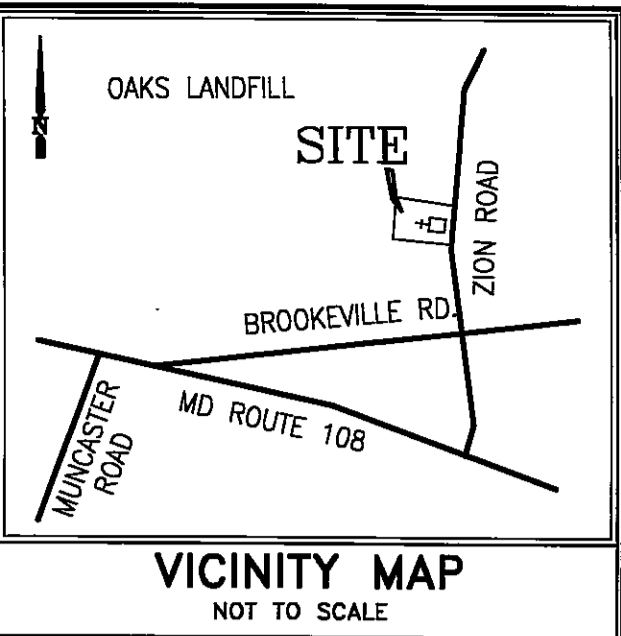 OAKS LANDFILL
N
SITE
ZION ROAD
BROOKEVILLE RD.
MD ROUTE 108
MUNCASTER
ROAD
VICINITY MAP
NOT TO SCALE